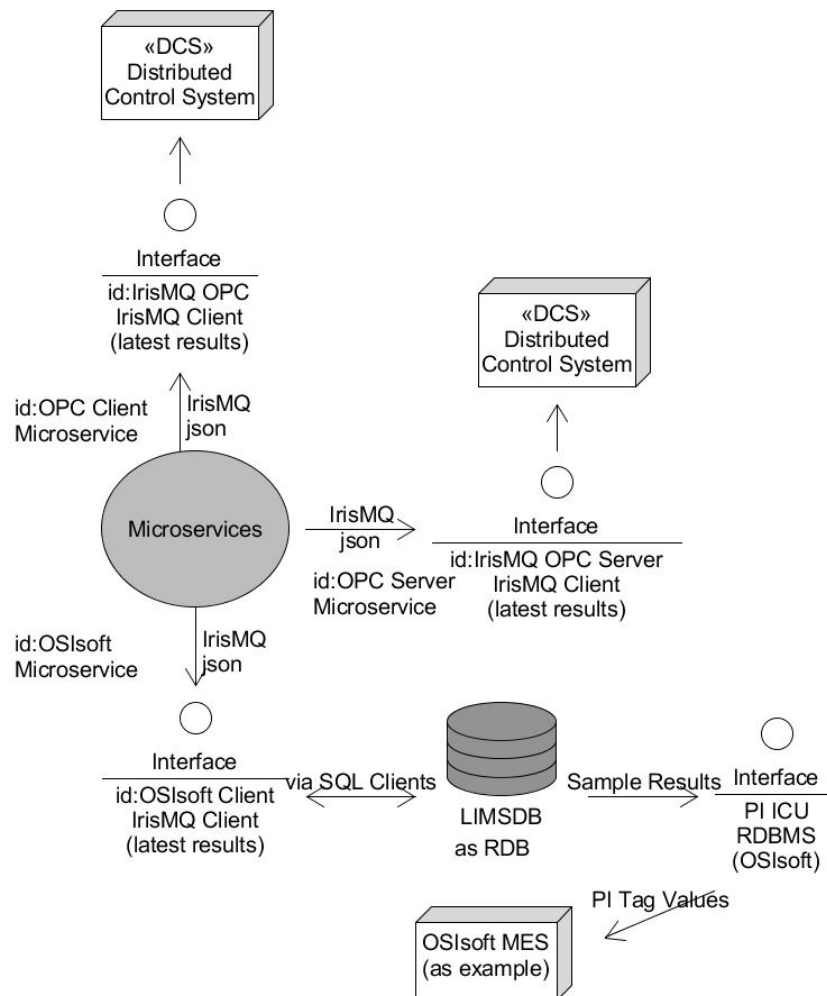 «DCS»
Distributed
Control System
Interface
id:IrisMQ OPC
IrisMQ Client
(latest results)
«DCS»
Distributed
Control System
id:OPC Client
Microservice
IrisMQ
json
Microservices
IrisMQ
json
id:OPC Server
Microservice
Interface
id:IrisMQ OPC Server
IrisMQ Client
(latest results)
id:OSIsoft
Microservice
IrisMQ
json
Interface
id:OSIsoft Client
IrisMQ Client
(latest results)
via SQL Clients
LIMSDB
as RDB
Sample Results
Interface
PI ICU
RDBMS
(OSIsoft)
PI Tag Values
OSIsoft MES
(as example)